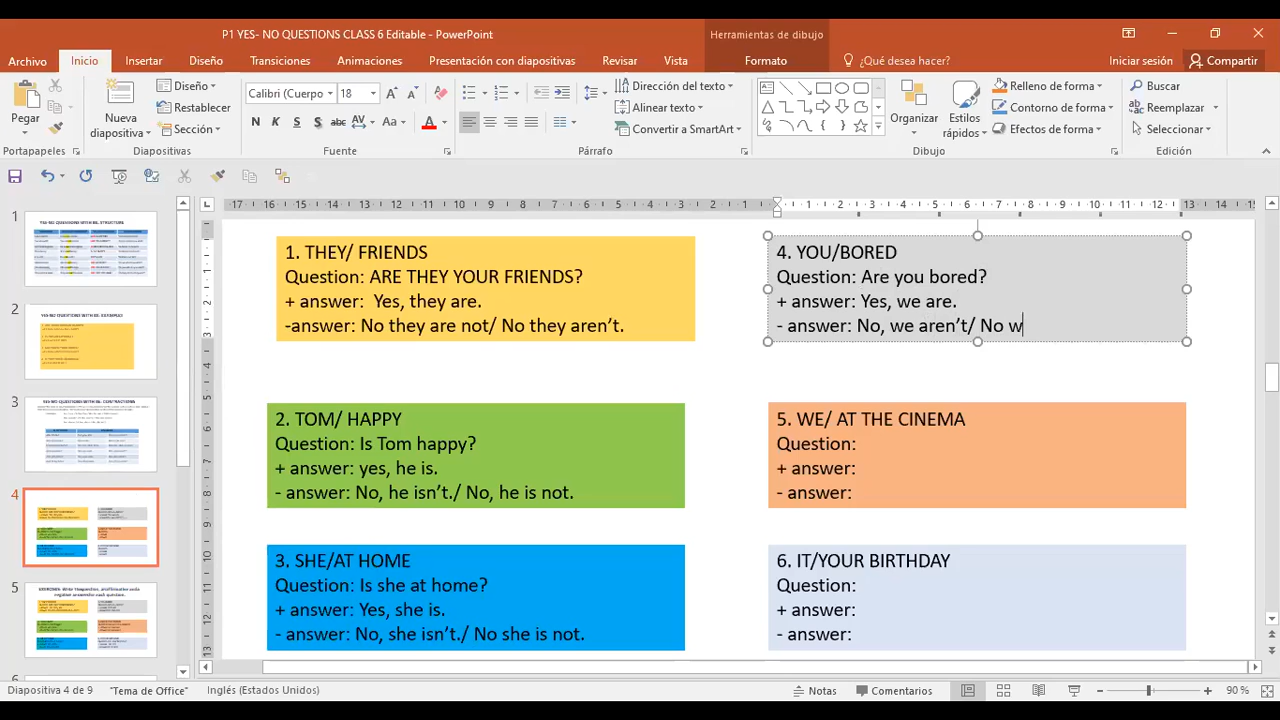 P1 YES- NO QUESTIONS CLASS 6 Editable - PowerPoint
Herramientas de dibujo
Archivo Inicio Insertar Diseño Transiciones Animaciones Presentación con diapositivas Revisar Vista Formato ¿Qué desea hacer? Iniciar sesión Compartir
Pegar
Portapapeles
Nueva diapositiva
Diseño
Restablecer
Sección
Diapositivas
Calibri (Cuerpo 18
N K S abc AV Aa A
Fuente
Dirección del texto
Alinear texto
Convertir a SmartArt
Párrafo
Organizar
Estilos rápidos
Relleno de forma
Contorno de forma
Efectos de forma
Dibujo
Buscar
Reemplazar
Seleccionar
Edición
1
2
3
4
5
1. THEY/ FRIENDS
Question: ARE THEY YOUR FRIENDS?
+ answer:  Yes, they are.
-answer: No they are not/ No they aren’t.
2. TOM/ HAPPY
Question: Is Tom happy?
+ answer: yes, he is.
- answer: No, he isn’t./ No, he is not.
3. SHE/AT HOME
Question: Is she at home?
+ answer: Yes, she is.
- answer: No, she isn’t./ No she is not.
4. YOU/BORED
Question: Are you bored?
+ answer: Yes, we are.
- answer: No, we aren’t/ No w
5. WE/ AT THE CINEMA
Question:
+ answer:
- answer:
6. IT/YOUR BIRTHDAY
Question:
+ answer:
- answer:
Diapositiva 4 de 9 "Tema de Office" Inglés (Estados Unidos) Notas Comentarios 90 %